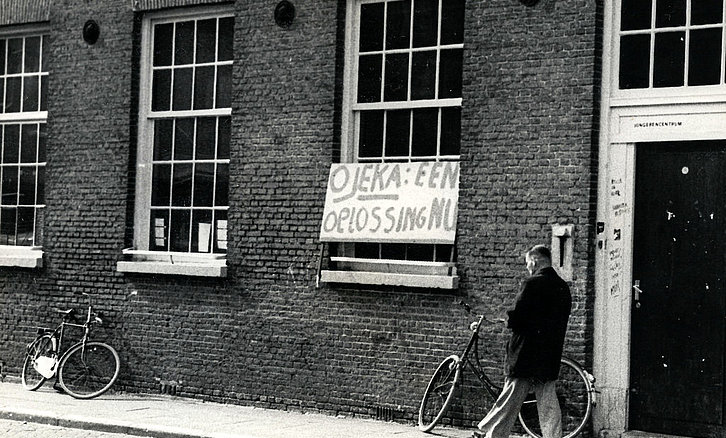 OJEKA: EEN
OPLOSSING NU
JONGERENCENTRUM